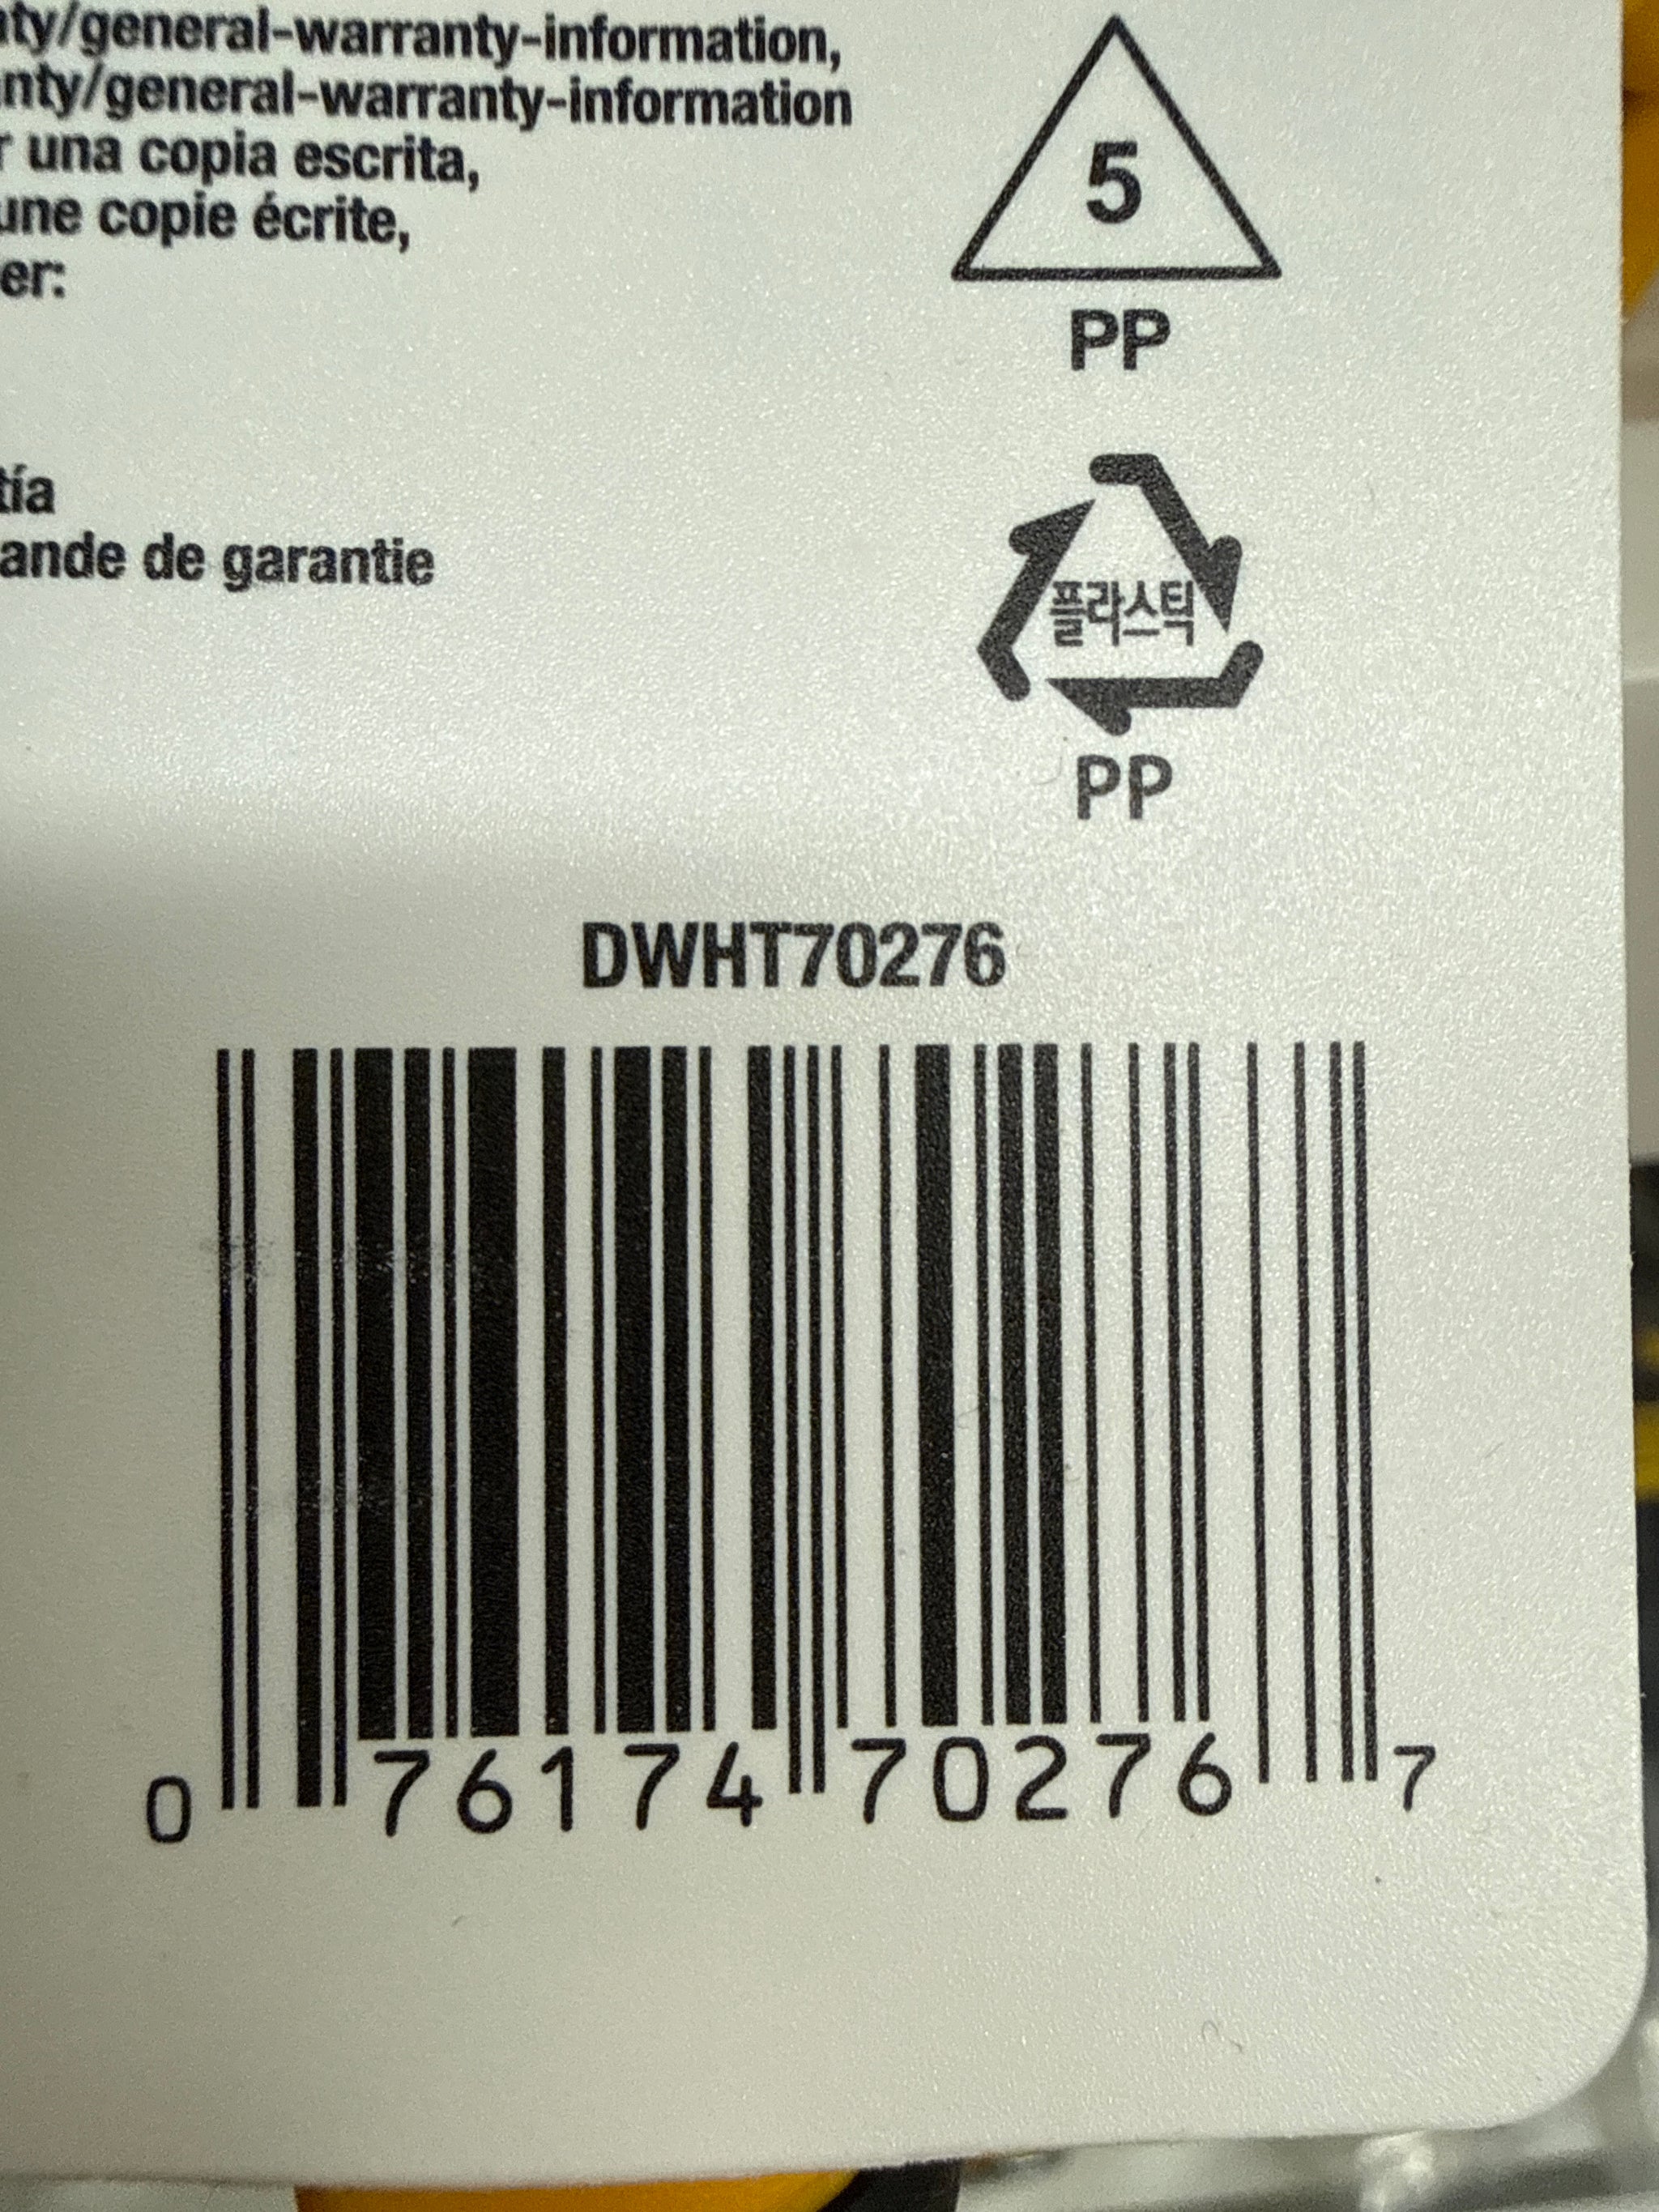 ty/general-warranty-information,
nty/general-warranty-information
una copia escrita,
une copie écrite,
er:
5
PP
tía
ande de garantie
플라스틱
PP
DWHT70276
0 76174 70276 7